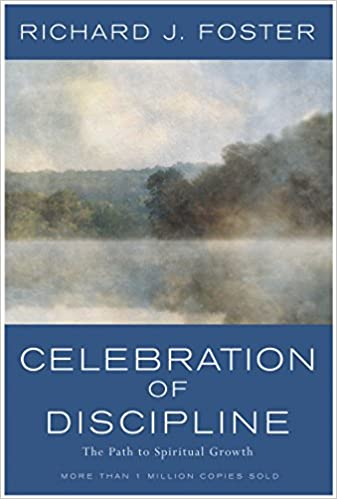 RICHARD J. FOSTER
CELEBRATION
OF
DISCIPLINE
The Path to Spiritual Growth
MORE THAN 1 MILLION COPIES SOLD